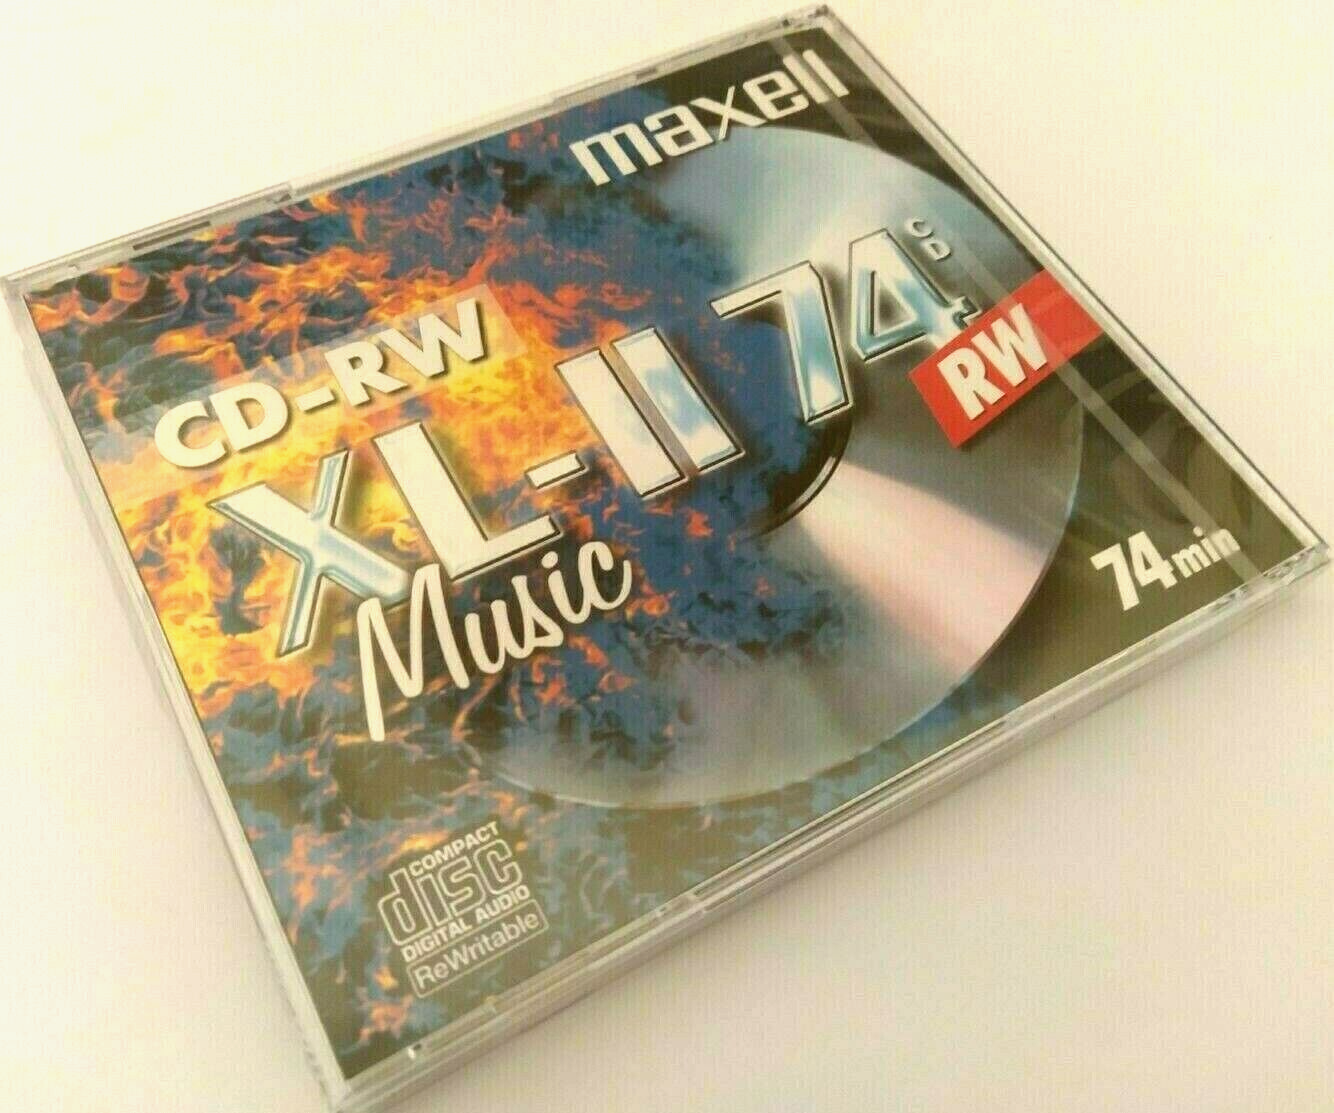 maxell
CD-RW
XL-II 74
CD-
RW
Music
74min
COMPACT
disc
DIGITAL AUDIO
ReWritable